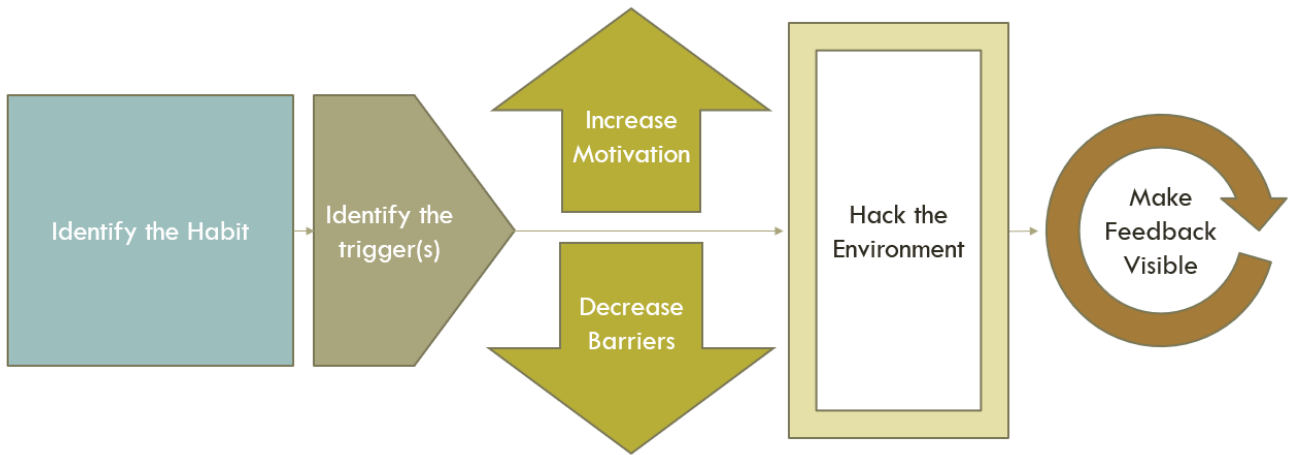 Identify the Habit
Identify the
trigger(s)
Increase
Motivation
Decrease
Barriers
Hack the
Environment
Make
Feedback
Visible